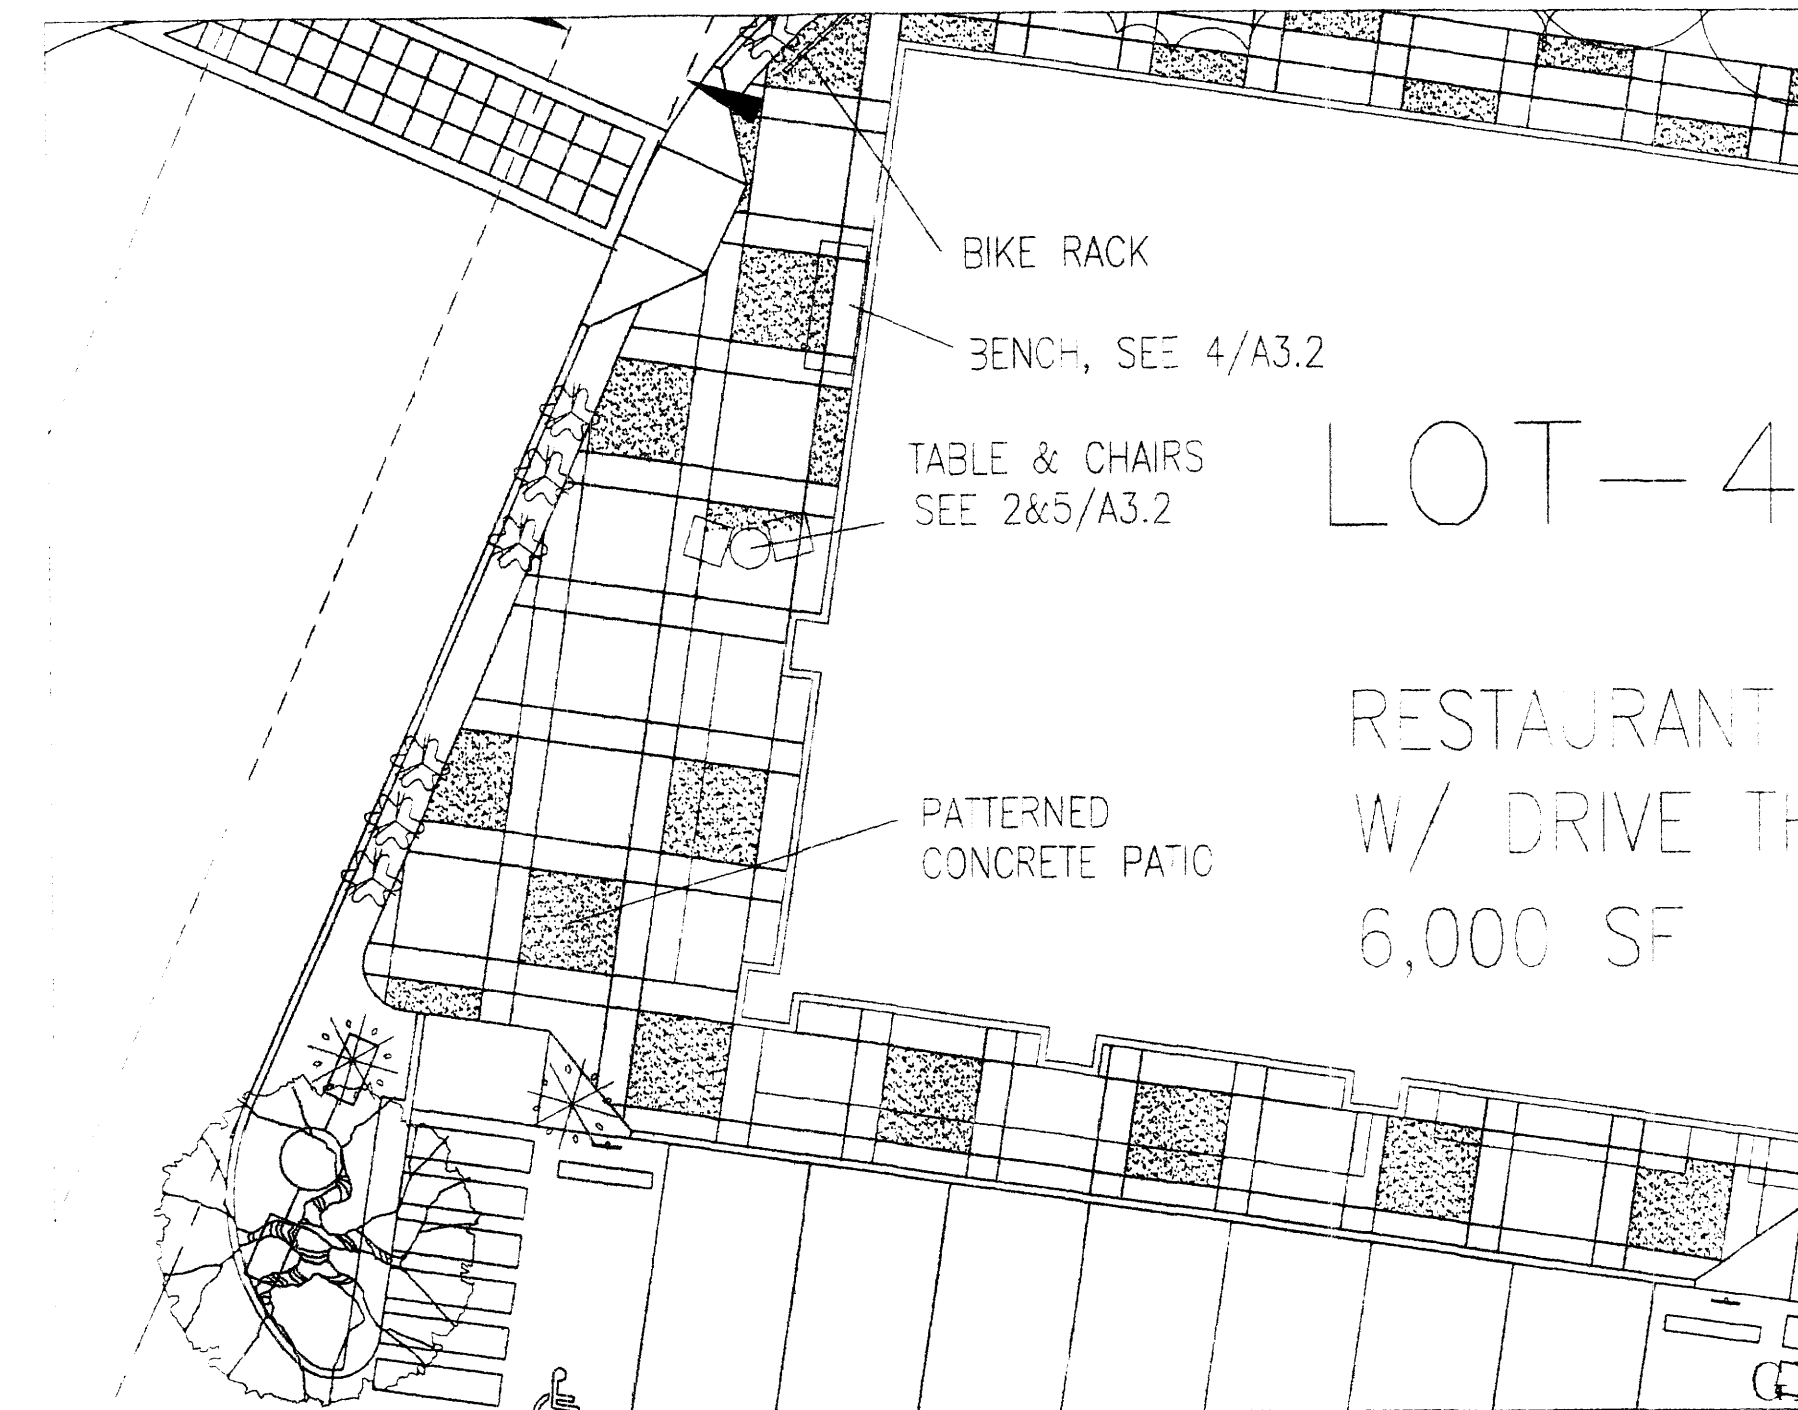 BIKE RACK
BENCH, SEE 4/A3.2
TABLE & CHAIRS
SEE 2&5/A3.2
LOT-4
RESTAURANT
W/ DRIVE TH
6,000 SF
PATTERNED
CONCRETE PATIO